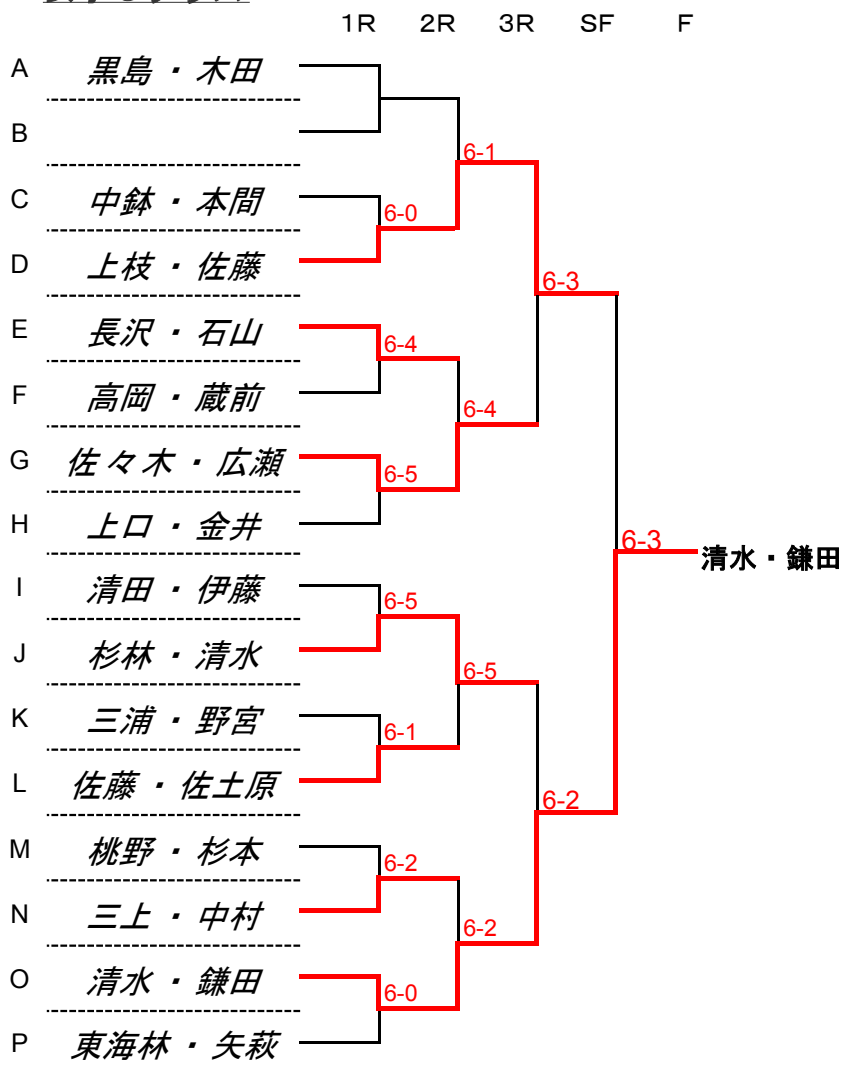 1R 2R 3R SF F
A 黒島・木田
B
6-1
C 中鉢・本間
6-0
D 上枝・佐藤
6-3
E 長沢・石山
6-4
F 高岡・蔵前
6-4
G 佐々木・広瀬
6-5
H 上口・金井
6-3
清水・鎌田
I 清田・伊藤
6-5
J 杉林・清水
6-5
K 三浦・野宮
6-1
L 佐藤・佐土原
6-2
M 桃野・杉本
6-2
N 三上・中村
6-2
O 清水・鎌田
6-0
P 東海林・矢萩